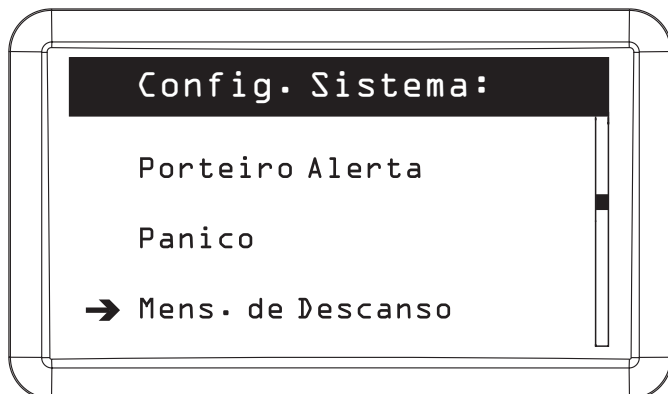 Config. Sistema:
Porteiro Alerta
Panico
Mens. de Descanso